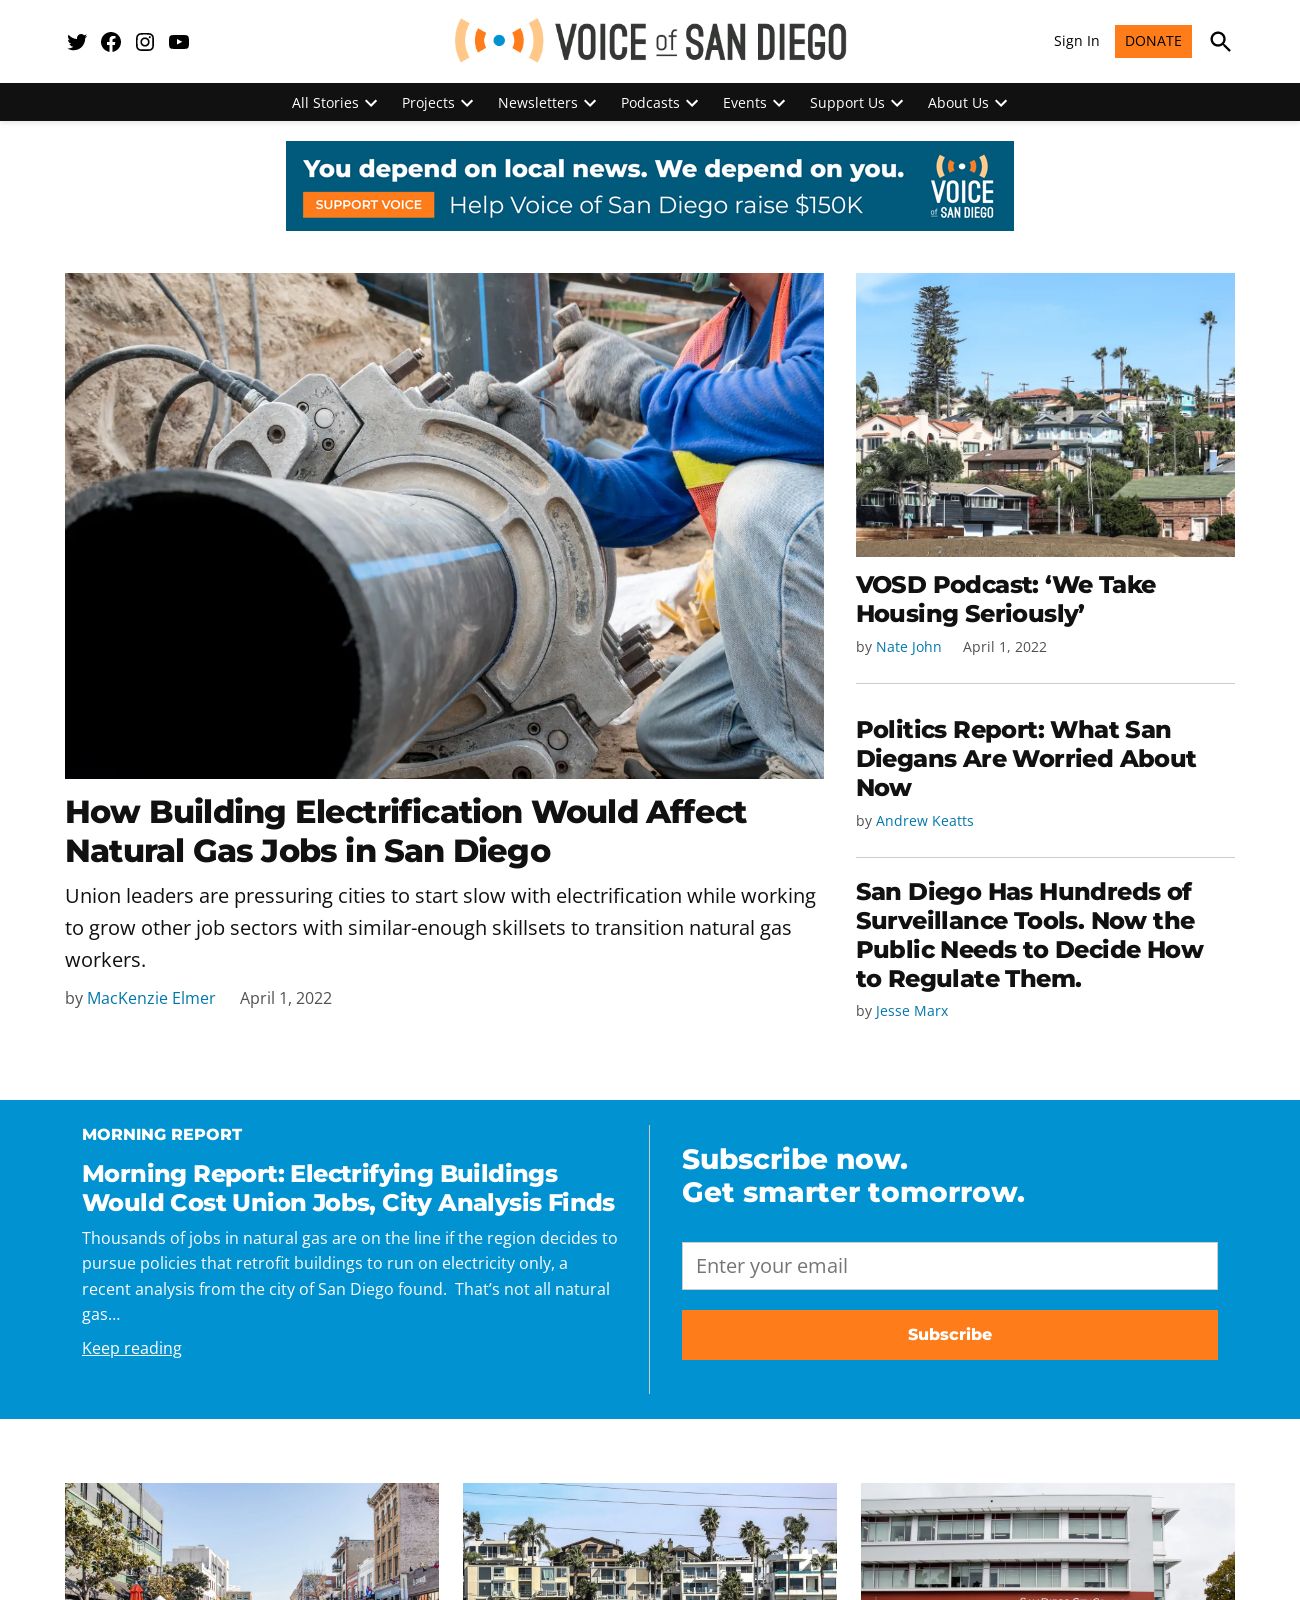 VOICE of SAN DIEGO
Sign In
DONATE
All Stories
Projects
Newsletters
Podcasts
Events
Support Us
About Us
You depend on local news. We depend on you.
SUPPORT VOICE
Help Voice of San Diego raise $150K
VOICE
of SAN DIEGO
How Building Electrification Would Affect
Natural Gas Jobs in San Diego
Union leaders are pressuring cities to start slow with electrification while working
to grow other job sectors with similar-enough skillsets to transition natural gas
workers.
by MacKenzie Elmer April 1, 2022
VOSD Podcast: ‘We Take
Housing Seriously’
by Nate John April 1, 2022
Politics Report: What San
Diegans Are Worried About
Now
by Andrew Keatts
San Diego Has Hundreds of
Surveillance Tools. Now the
Public Needs to Decide How
to Regulate Them.
by Jesse Marx
MORNING REPORT
Morning Report: Electrifying Buildings
Would Cost Union Jobs, City Analysis Finds
Thousands of jobs in natural gas are on the line if the region decides to
pursue policies that retrofit buildings to run on electricity only, a
recent analysis from the city of San Diego found.  That’s not all natural
gas…
Keep reading
Subscribe now.
Get smarter tomorrow.
Enter your email
Subscribe